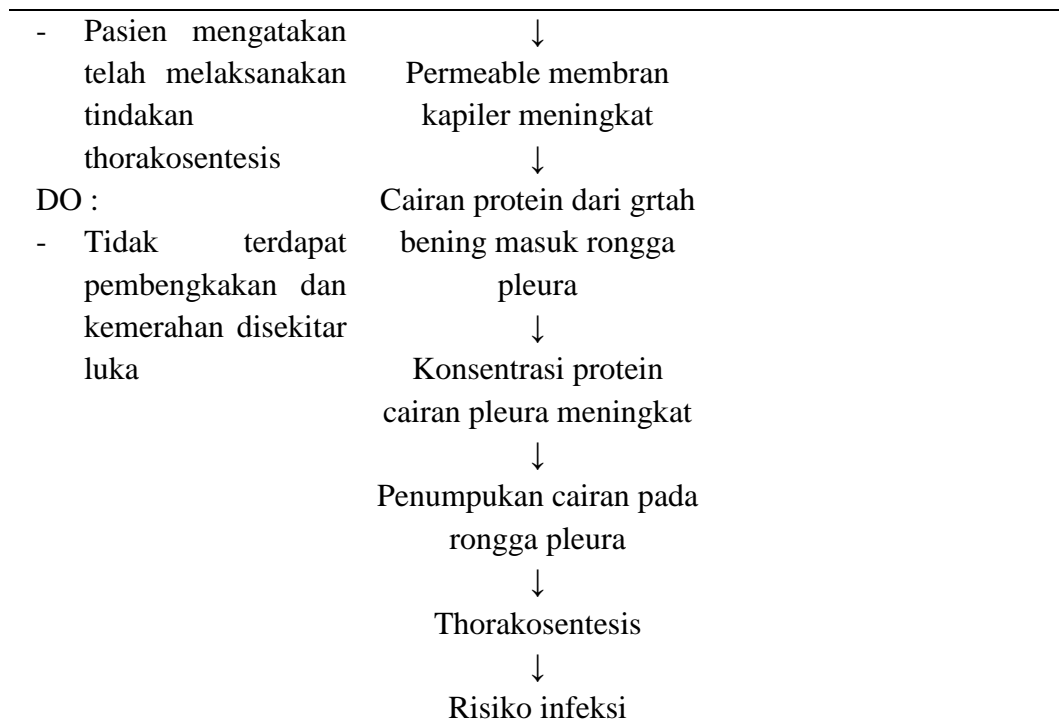 - Pasien mengatakan
telah melaksanakan
tindakan
thorakosentesis
DO :
- Tidak terdapat
pembengkakan dan
kemerahan disekitar
luka
↓
Permeable membran
kapiler meningkat
↓
Cairan protein dari grtah
bening masuk rongga
pleura
↓
Konsentrasi protein
cairan pleura meningkat
↓
Penumpukan cairan pada
rongga pleura
↓
Thorakosentesis
↓
Risiko infeksi